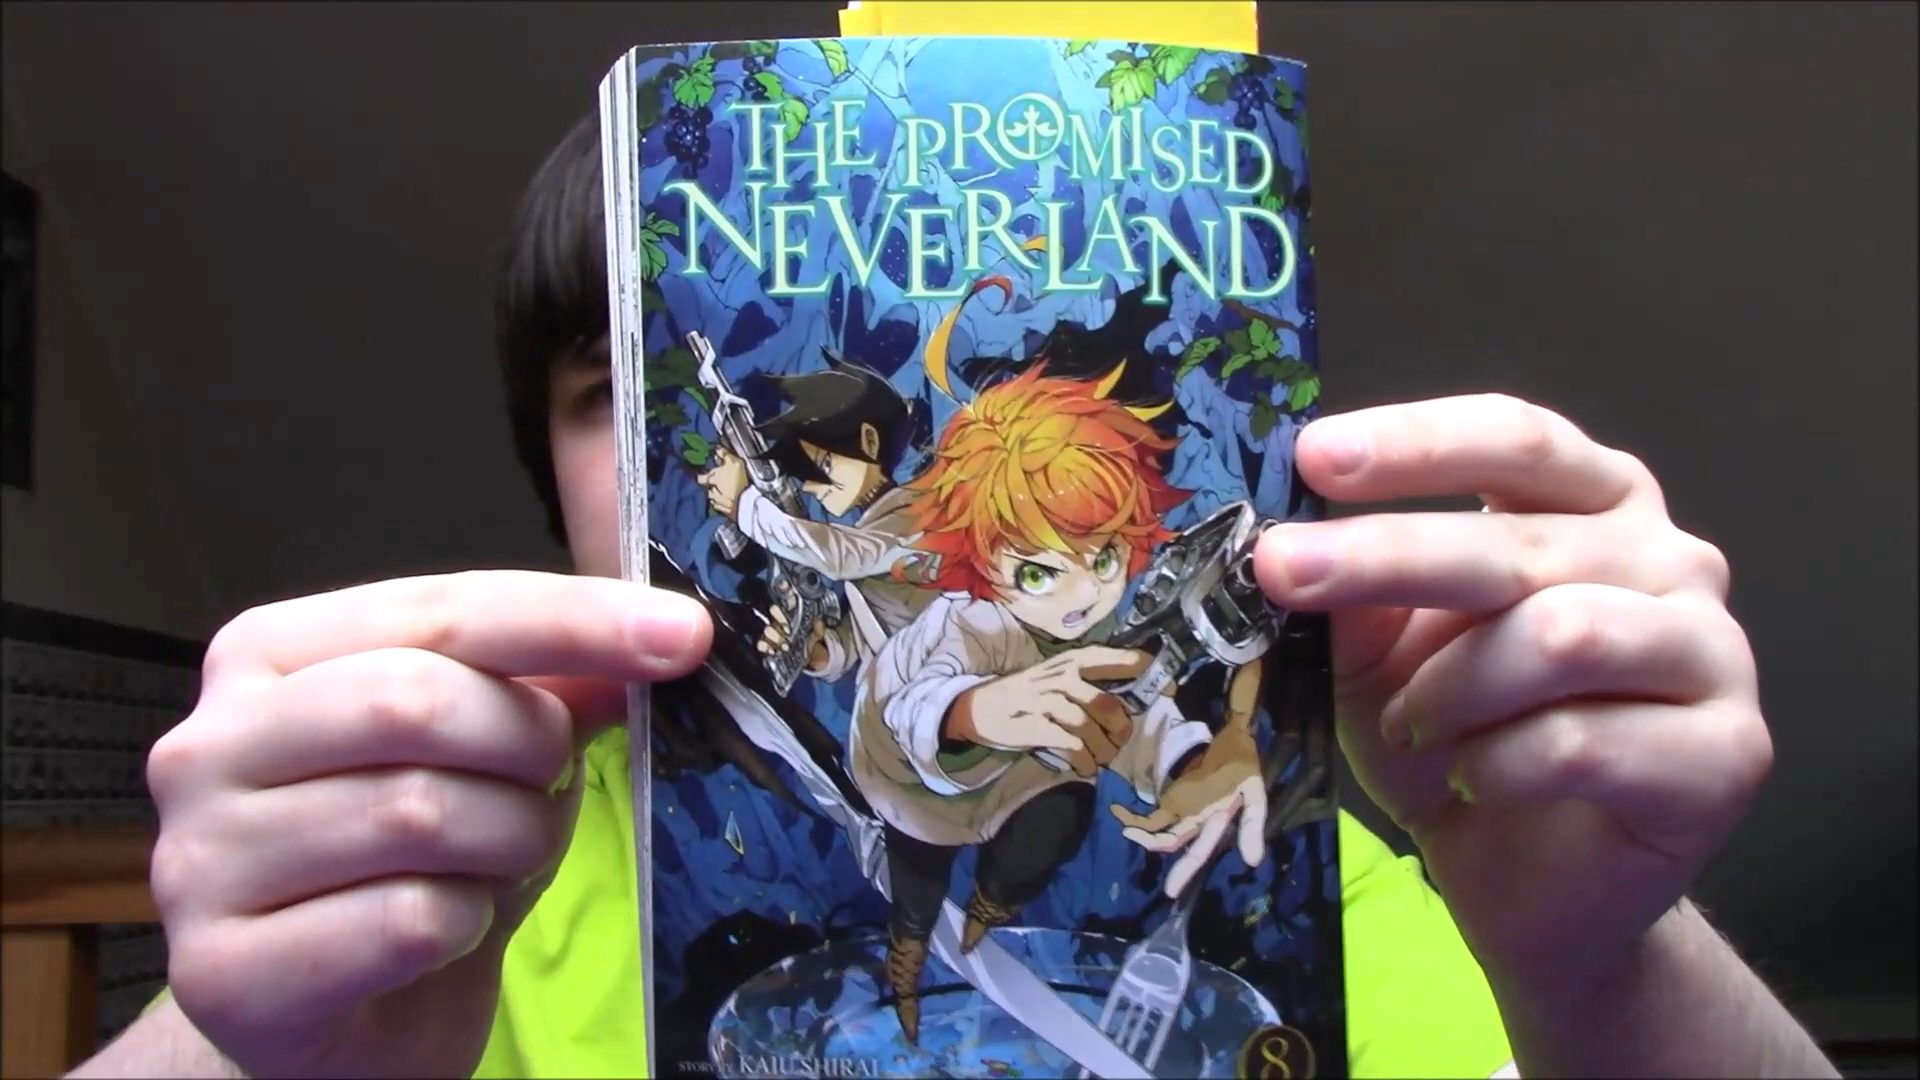 THE PROMISED
NEVERLAND
STORY BY KAIU SHIRAI
8